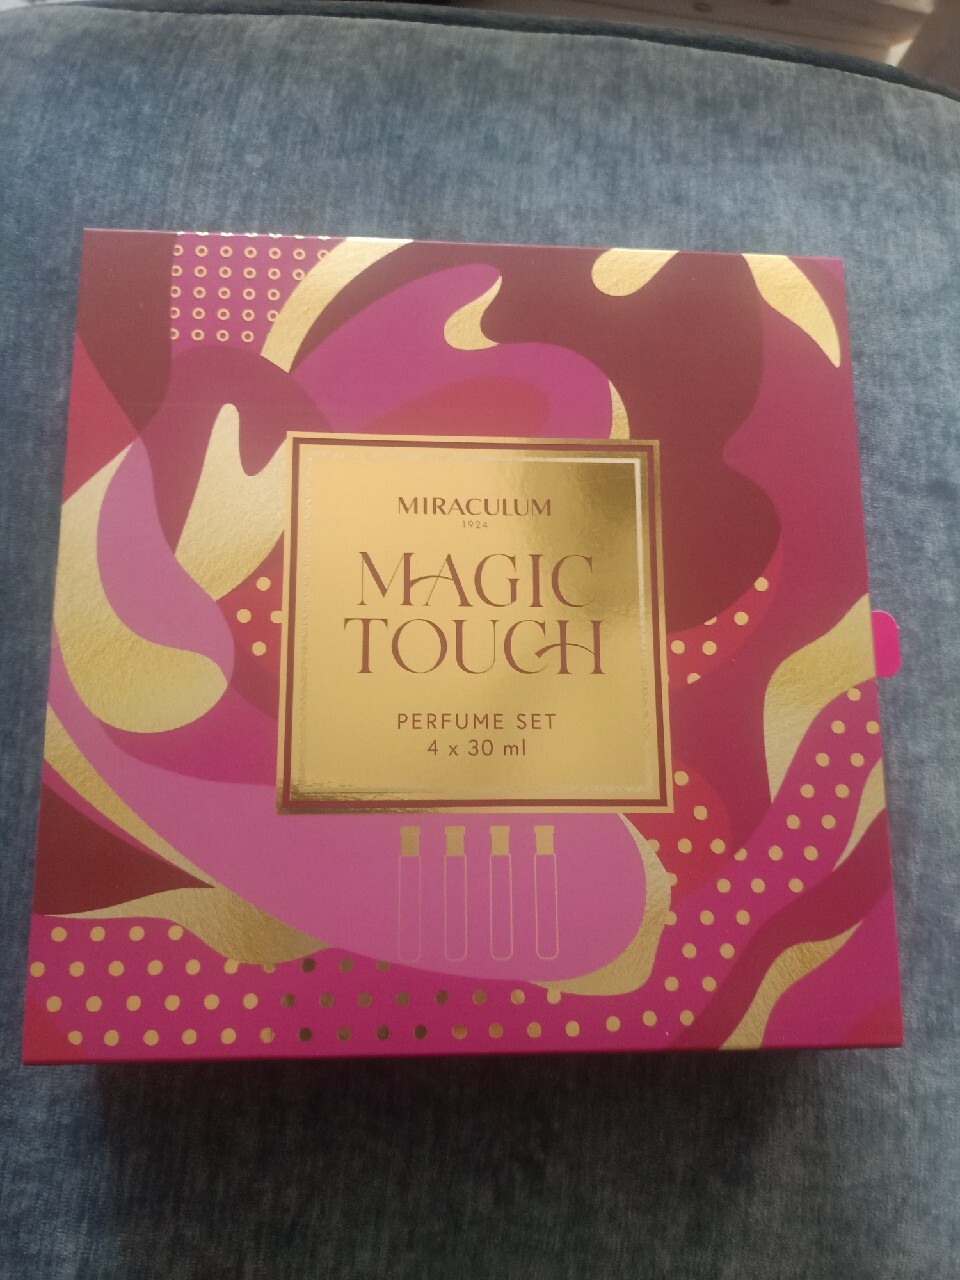 MIRACULUM
1924
MAGIC
TOUCH
PERFUME SET
4 x 30 ml